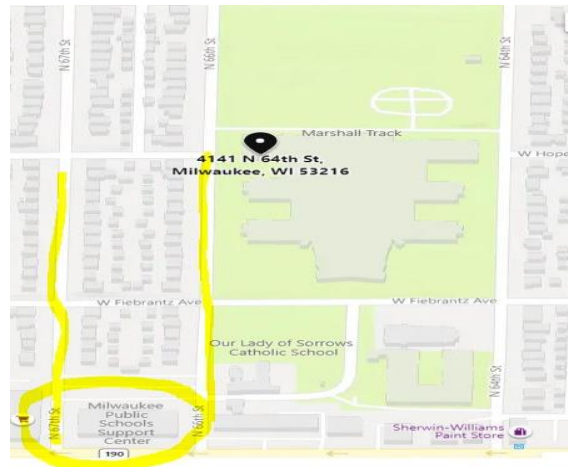 N 67th St
N 66th St
N 64th St
Marshall Track
4141 N 64th St,
Milwaukee, WI 53216
W Hope
W Fiebrantz Ave
W Fiebrantz Ave
Our Lady of Sorrows
Catholic School
N 64th St
N 67th St
N 66th St
Milwaukee
Public
Schools
Support
Center
Sherwin-Williams
Paint Store
190